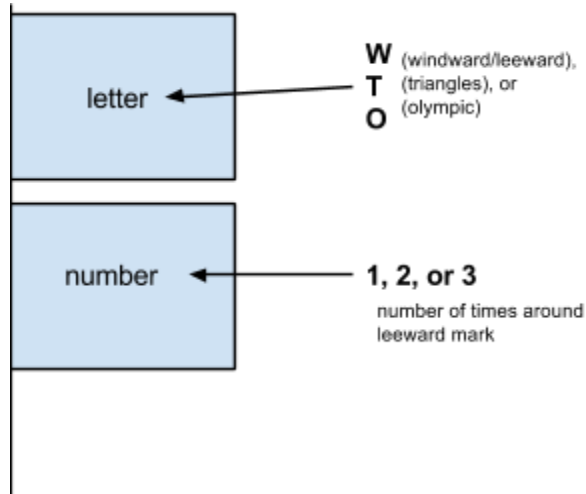 letter
W (windward/leeward),
T (triangles), or
O (olympic)
number
1, 2, or 3
number of times around
leeward mark